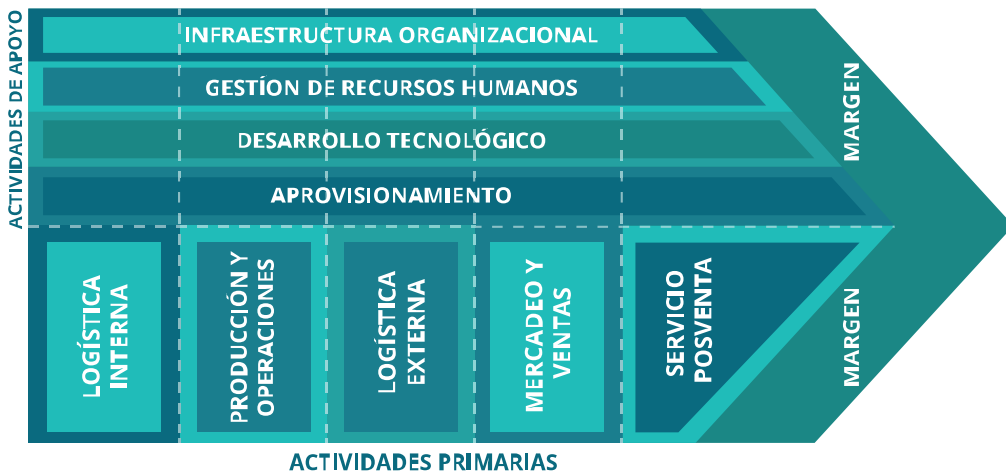 ACTIVIDADES DE APOYO
INFRAESTRUCTURA ORGANIZACIONAL
GESTÍON DE RECURSOS HUMANOS
DESARROLLO TECNOLÓGICO
APROVISIONAMIENTO
MARGEN
LOGÍSTICA
INTERNA
PRODUCCIÓN Y
OPERACIONES
LOGÍSTICA
EXTERNA
MERCADEO Y
VENTAS
SERVICIO
POSVENTA
MARGEN
ACTIVIDADES PRIMARIAS